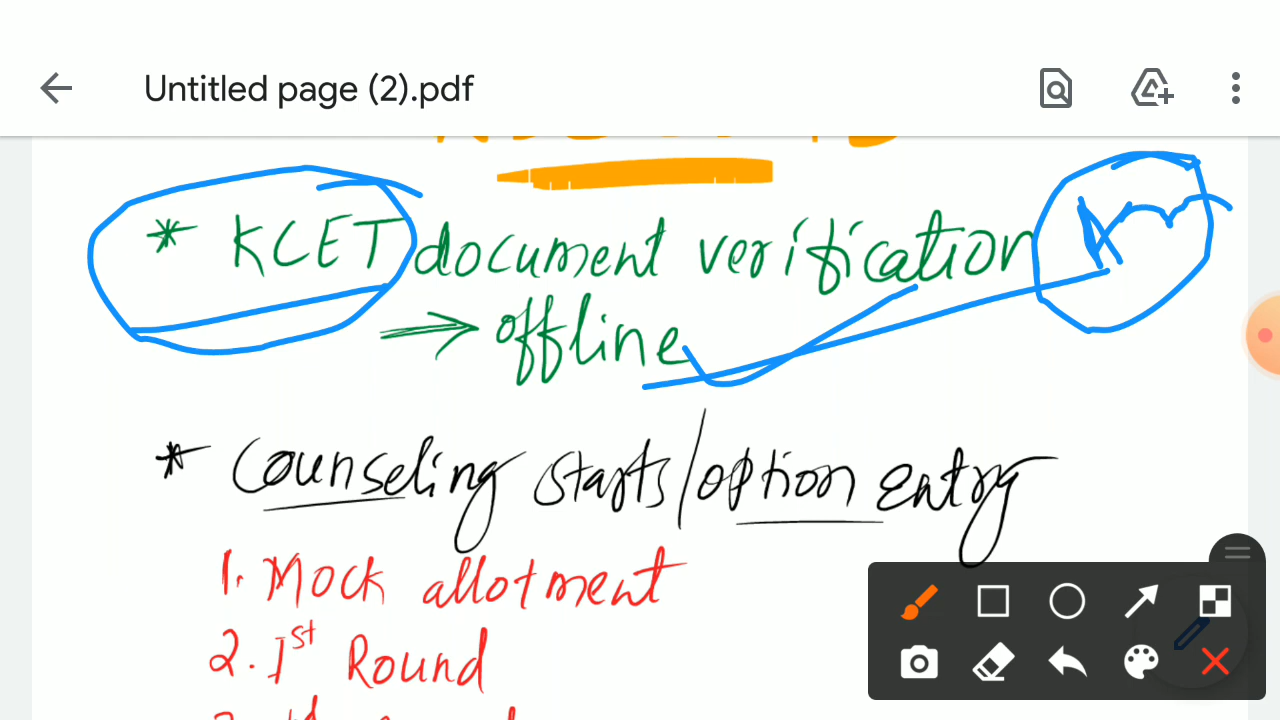 Untitled page (2).pdf
* KCET document verification
→ offline
* Counseling starts/option entry
1. Mock allotment
2. 1st Round